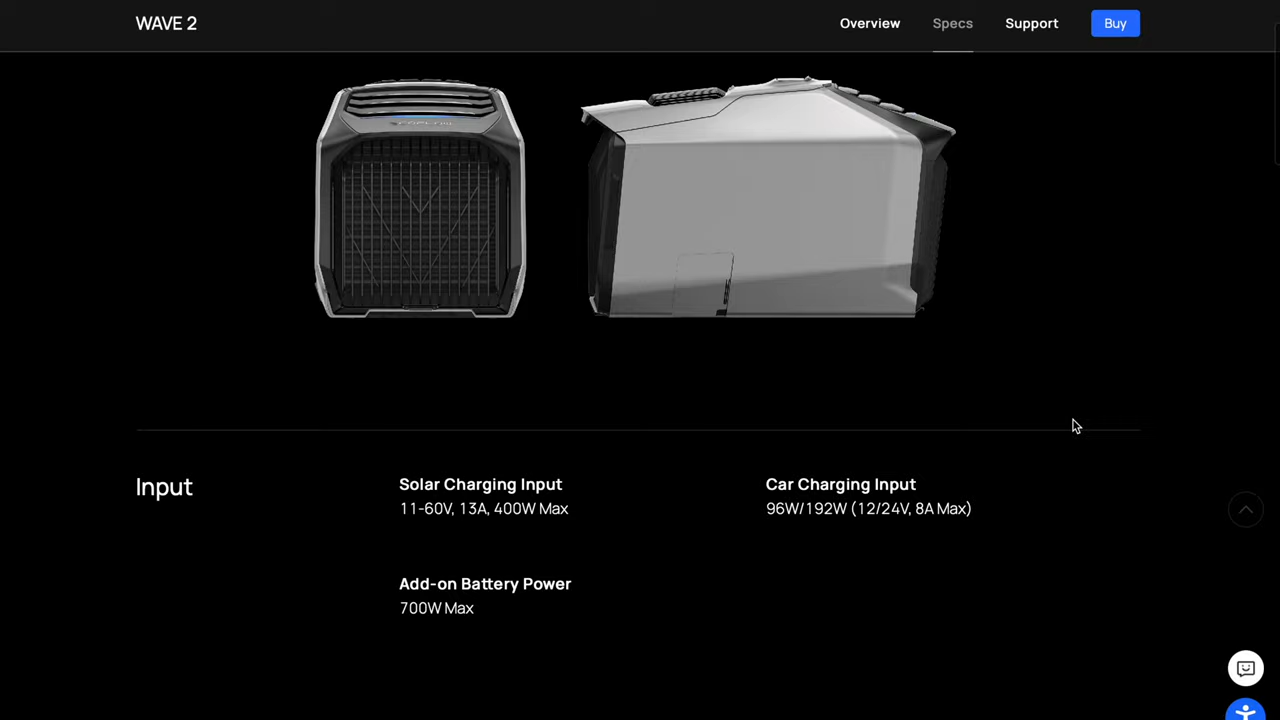 WAVE 2
Overview
Specs
Support
Buy
Input
Solar Charging Input
11-60V, 13A, 400W Max
Car Charging Input
96W/192W (12/24V, 8A Max)
Add-on Battery Power
700W Max